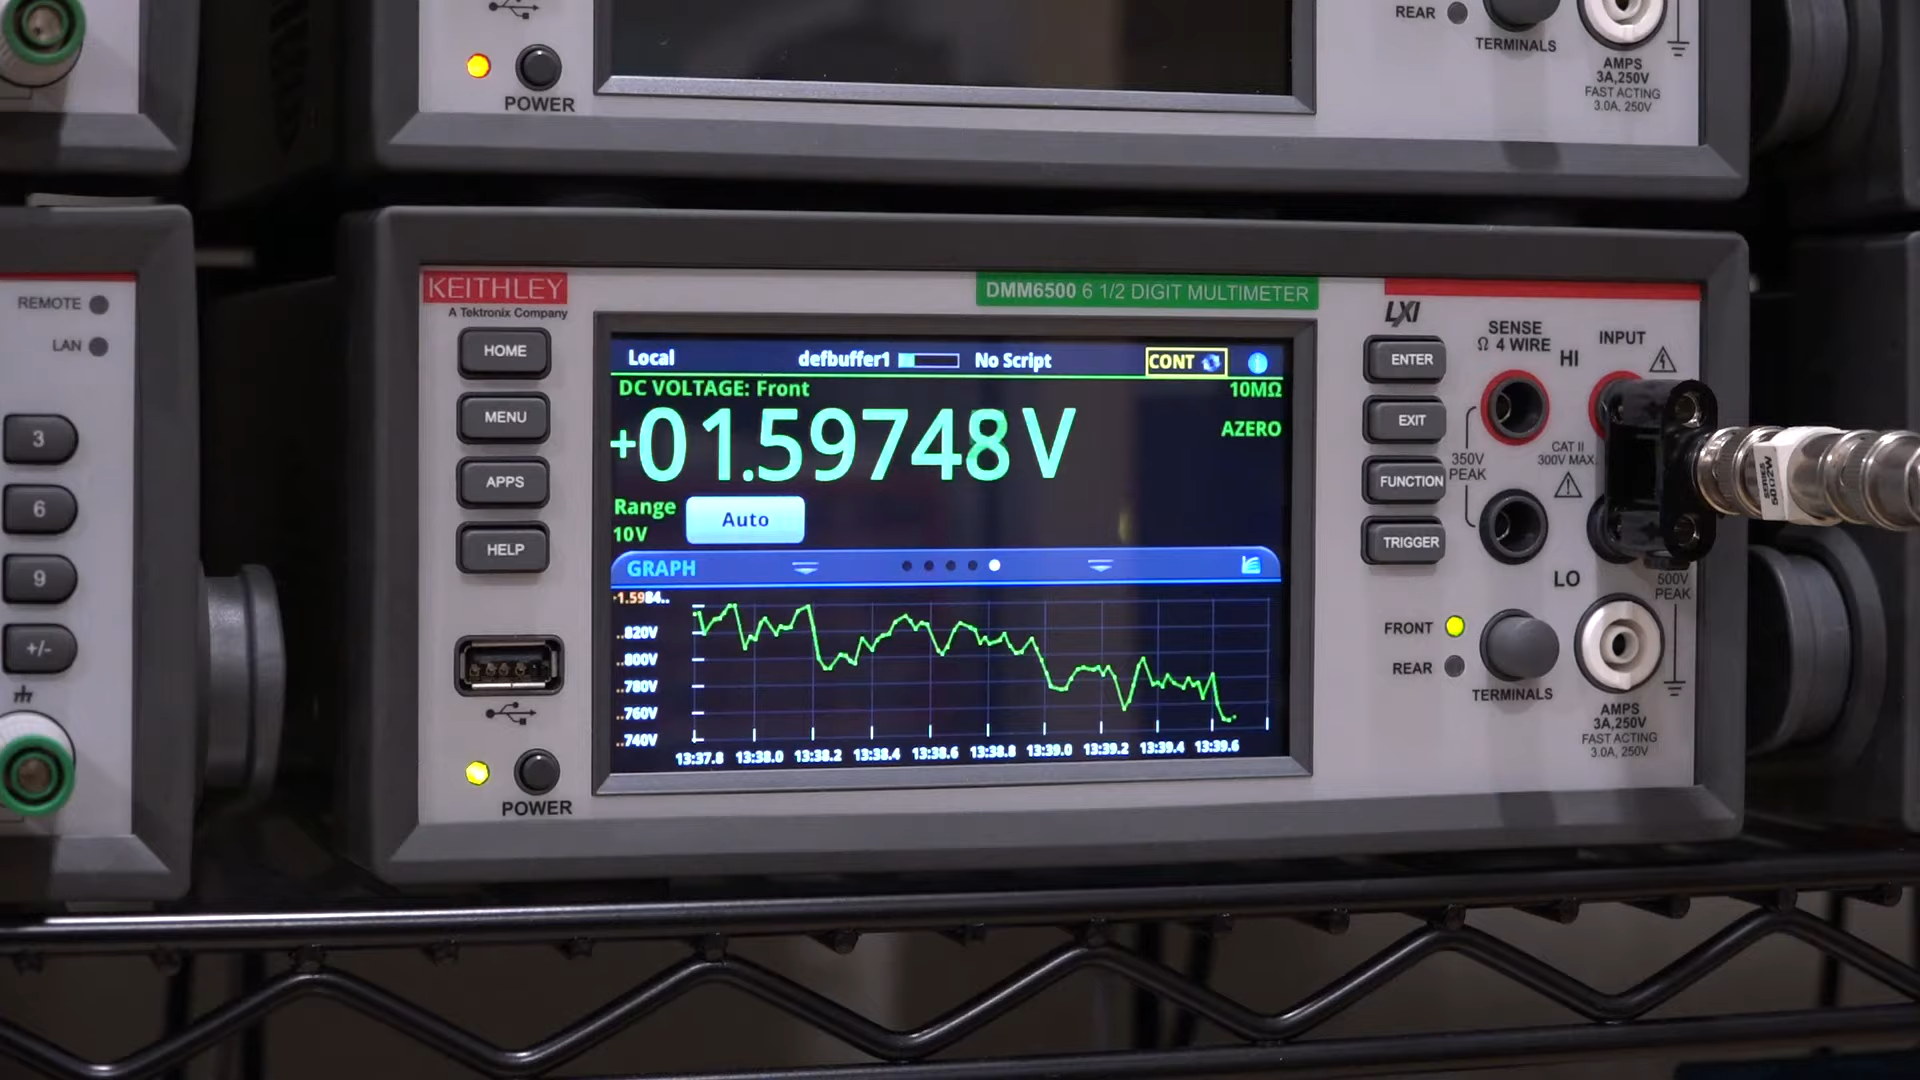 POWER
REAR
TERMINALS
AMPS
3A,250V
FAST ACTING
3.0A, 250V
REMOTE
LAN
3
6
9
+/-
KEITHLEY
A Tektronix Company
DMM6500 6 1/2 DIGIT MULTIMETER
LXI
HOME
MENU
APPS
HELP
POWER
Local defbuffer1 No Script CONT
DC VOLTAGE: Front 10MΩ
+01.59748 V
AZERO
Range
10V
Auto
GRAPH
..820V
..800V
..780V
..760V
..740V
13:37.8 13:38.0 13:38.2 13:38.4 13:38.6 13:38.8 13:39.0 13:39.2 13:39.4 13:39.6
ENTER
EXIT
FUNCTION
TRIGGER
SENSE
Ω 4 WIRE
INPUT
HI
350V
PEAK
CAT II
300V MAX.
LO
500V
PEAK
FRONT
REAR
TERMINALS
AMPS
3A,250V
FAST ACTING
3.0A, 250V